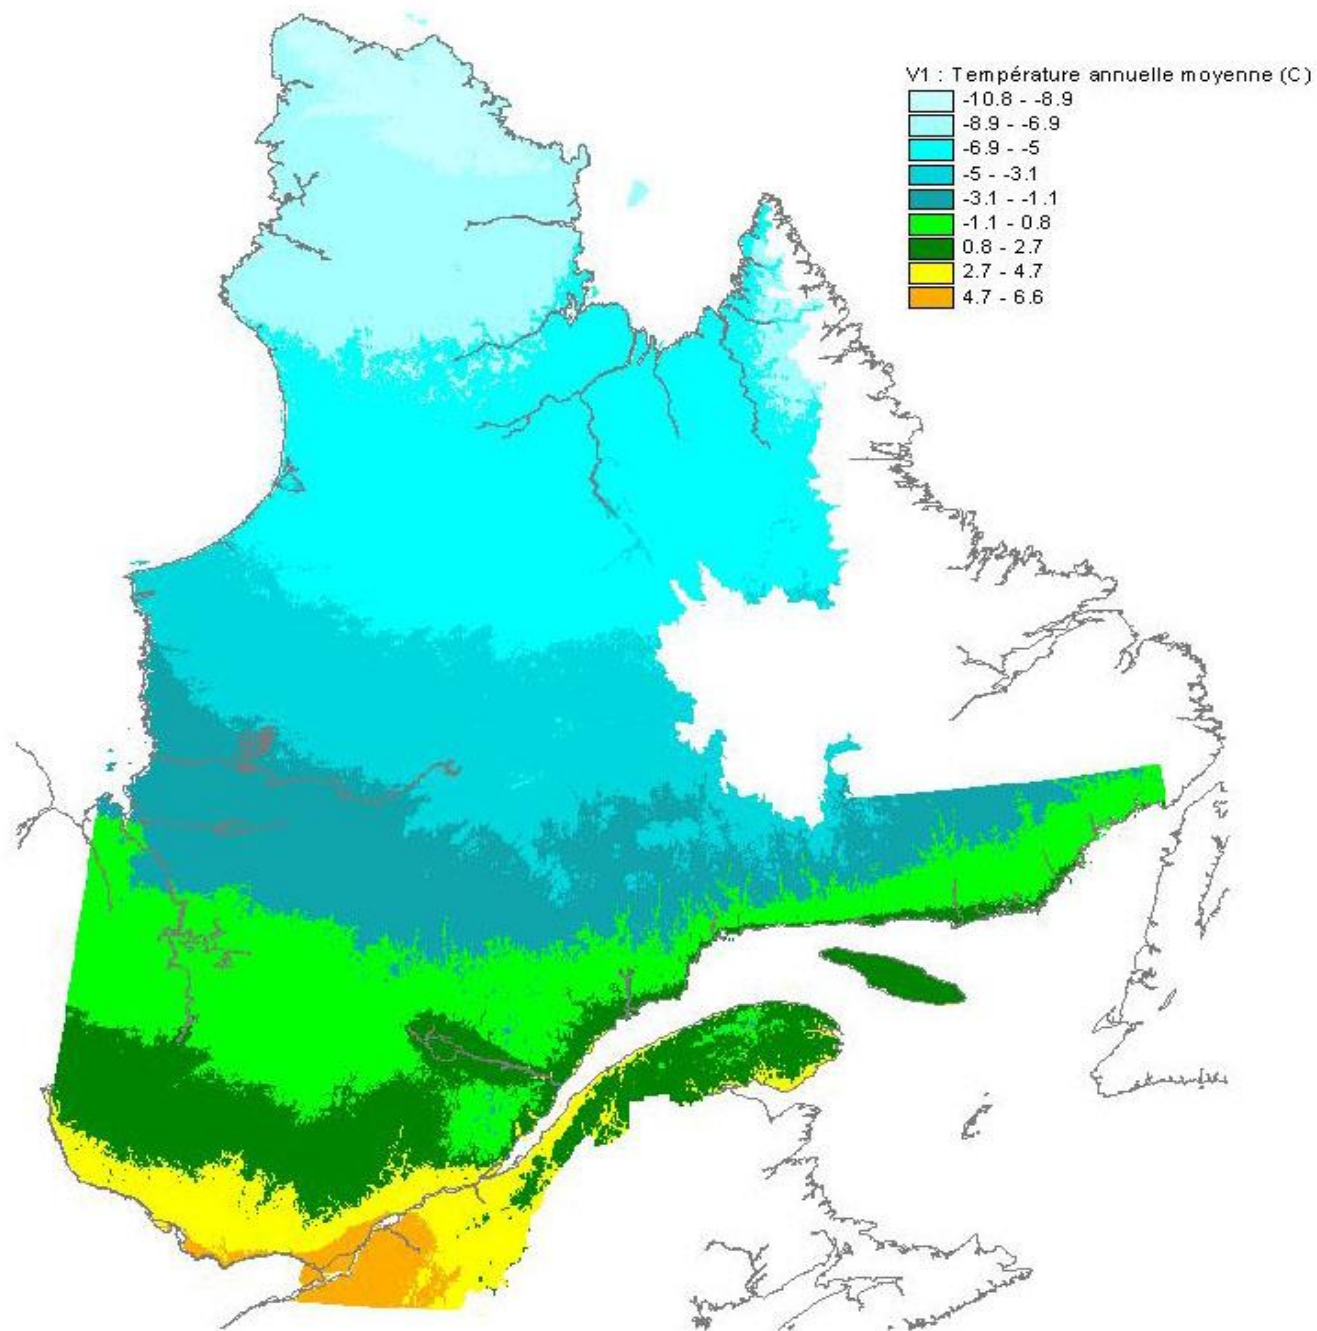 V1 : Température annuelle moyenne (C)
-10.8 - -8.9
-8.9 - -6.9
-6.9 - -5
-5 - -3.1
-3.1 - -1.1
-1.1 - 0.8
0.8 - 2.7
2.7 - 4.7
4.7 - 6.6